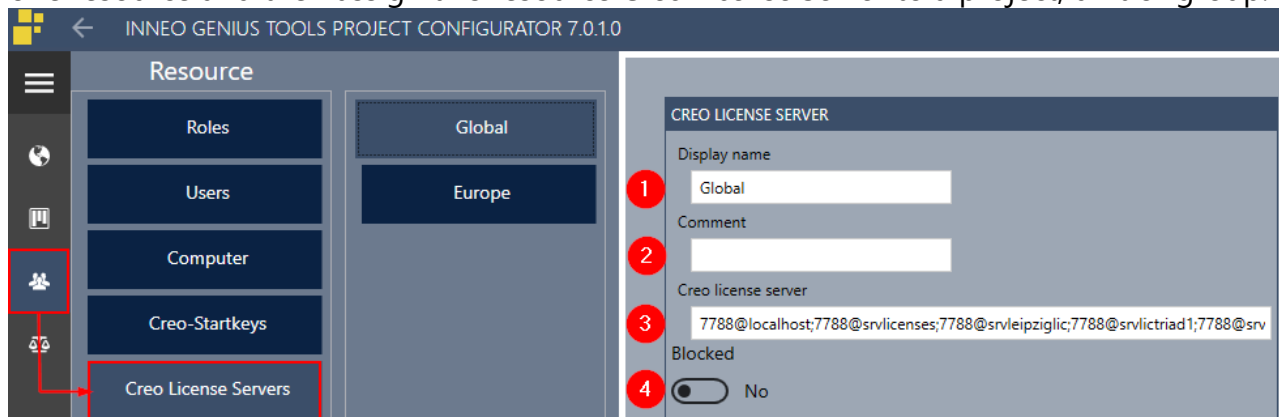 INNEO GENIUS TOOLS PROJECT CONFIGURATOR 7.0.1.0
Resource
Roles
Users
Computer
Creo-Startkeys
Creo License Servers
Global
Europe
CREO LICENSE SERVER
Display name
1 Global
Comment
2
Creo license server
3 7788@localhost;7788@srvlicenses;7788@srvleipziglic;7788@srvlictriad1;7788@srv
Blocked
4 No